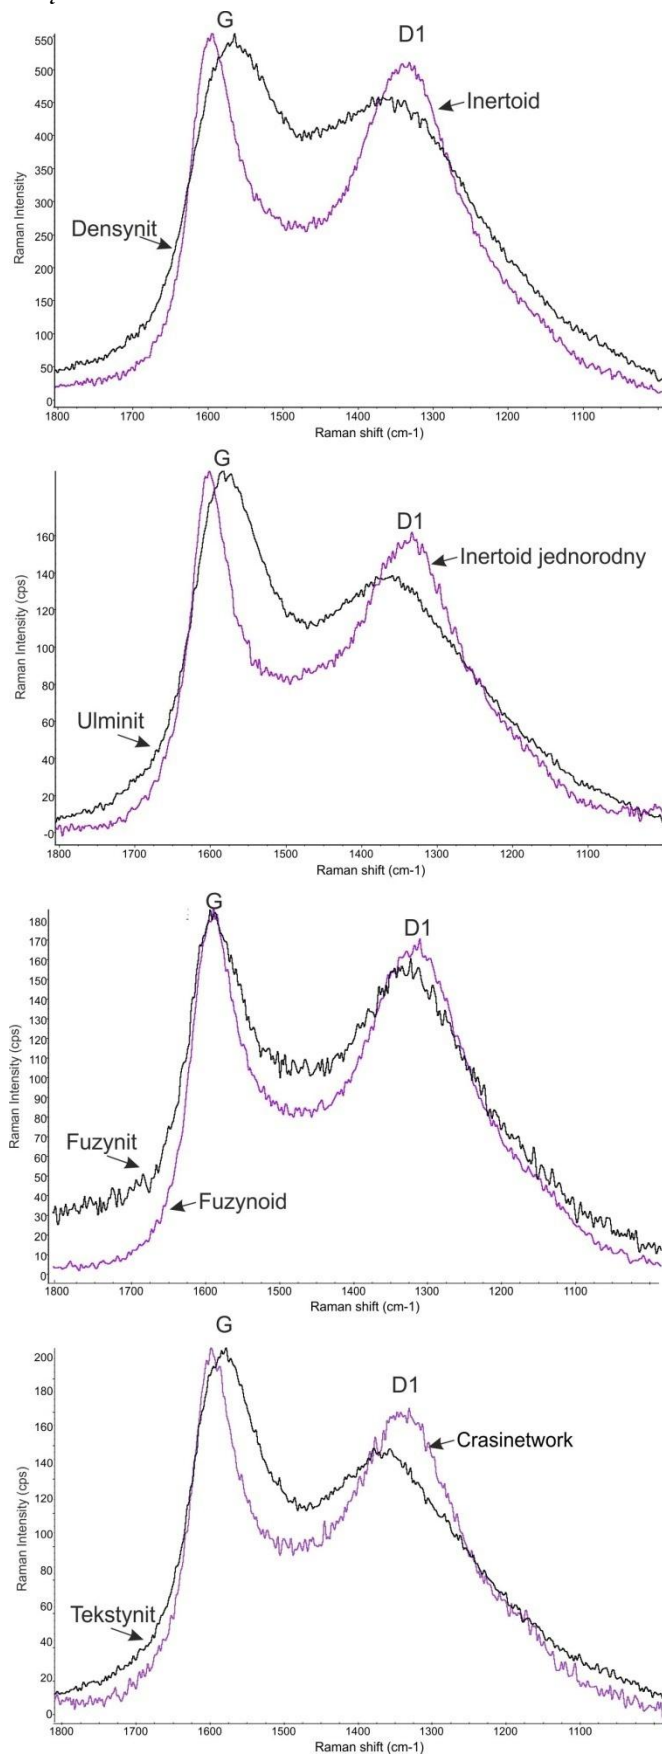 G
D1
550
500
450
400
350
300
250
200
150
100
50
0
Raman Intensity
Inertoid
Densynit
1800 1700 1600 1500 1400 1300 1200 1100
Raman shift (cm-1)
G
D1
160
140
120
100
80
60
40
20
-0
Raman Intensity (cps)
Inertoid jednorodny
Ulminit
1800 1700 1600 1500 1400 1300 1200 1100
Raman shift (cm-1)
G
D1
180
170
160
150
140
130
120
110
100
90
80
70
60
50
40
30
20
10
0
Raman Intensity (cps)
Fuzynit
Fuzynoid
1800 1700 1600 1500 1400 1300 1200 1100
Raman shift (cm-1)
G
D1
200
180
160
140
120
100
80
60
40
20
0
Raman Intensity (cps)
Crasinetwork
Tekstynit
1800 1700 1600 1500 1400 1300 1200 1100
Raman shift (cm-1)